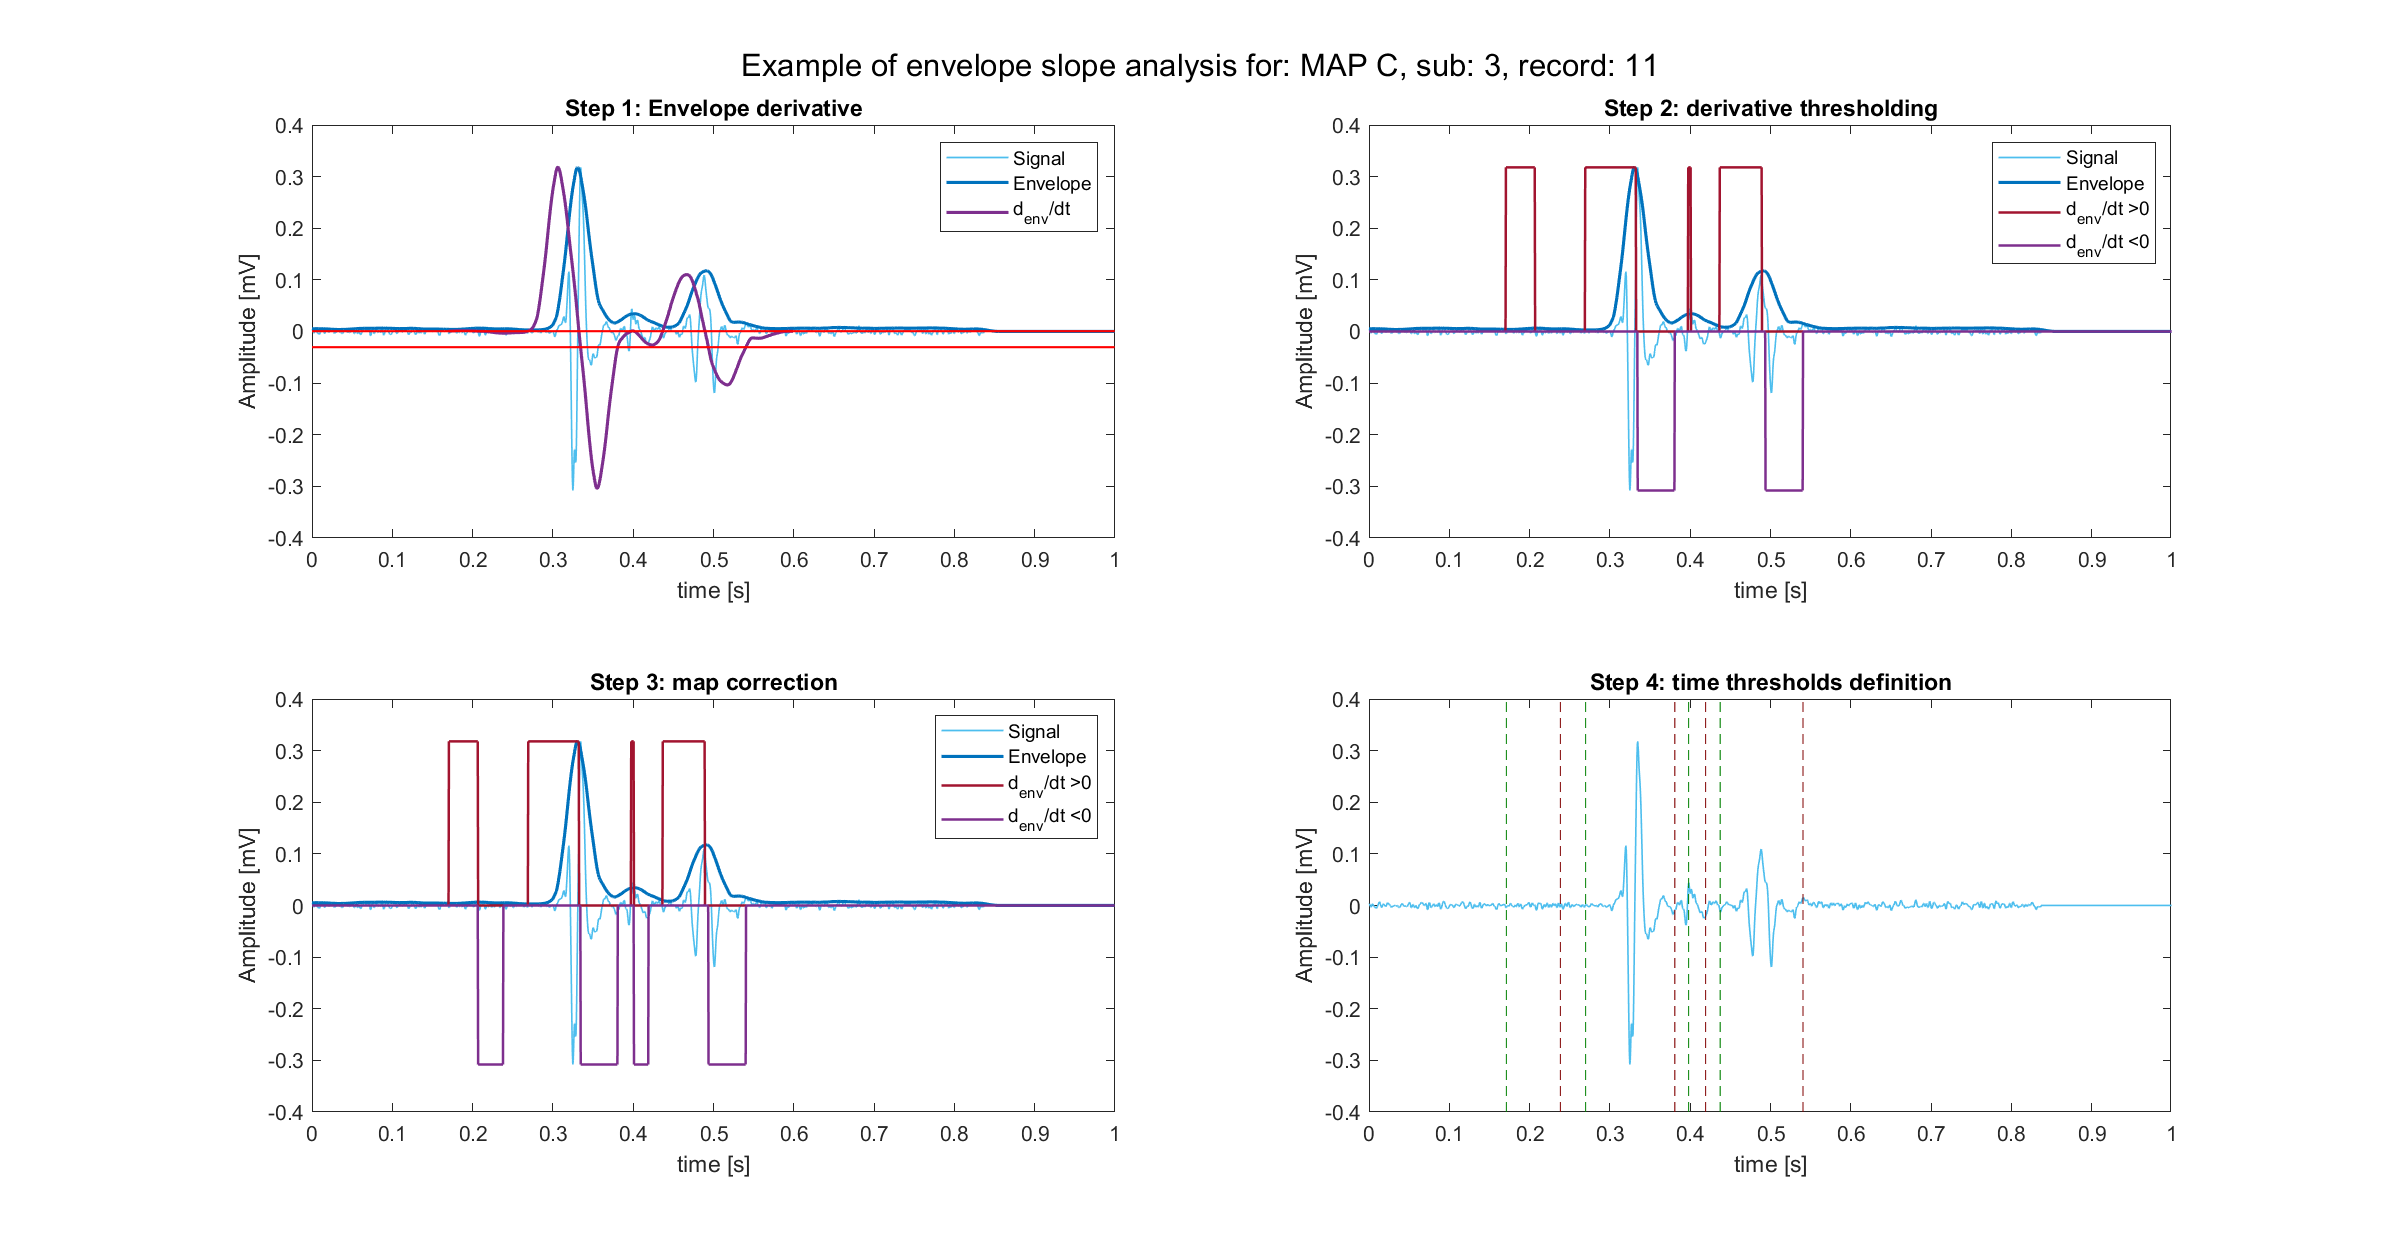 Example of envelope slope analysis for: MAP C, sub: 3, record: 11
Step 1: Envelope derivative
0.4
0.3
0.2
0.1
0
-0.1
-0.2
-0.3
-0.4
Amplitude [mV]
0 0.1 0.2 0.3 0.4 0.5 0.6 0.7 0.8 0.9 1
time [s]
Signal
Envelope
d_env/dt
Step 2: derivative thresholding
0.4
0.3
0.2
0.1
0
-0.1
-0.2
-0.3
-0.4
Amplitude [mV]
0 0.1 0.2 0.3 0.4 0.5 0.6 0.7 0.8 0.9 1
time [s]
Signal
Envelope
d_env/dt >0
d_env/dt <0
Step 3: map correction
0.4
0.3
0.2
0.1
0
-0.1
-0.2
-0.3
-0.4
Amplitude [mV]
0 0.1 0.2 0.3 0.4 0.5 0.6 0.7 0.8 0.9 1
time [s]
Signal
Envelope
d_env/dt >0
d_env/dt <0
Step 4: time thresholds definition
0.4
0.3
0.2
0.1
0
-0.1
-0.2
-0.3
-0.4
Amplitude [mV]
0 0.1 0.2 0.3 0.4 0.5 0.6 0.7 0.8 0.9 1
time [s]